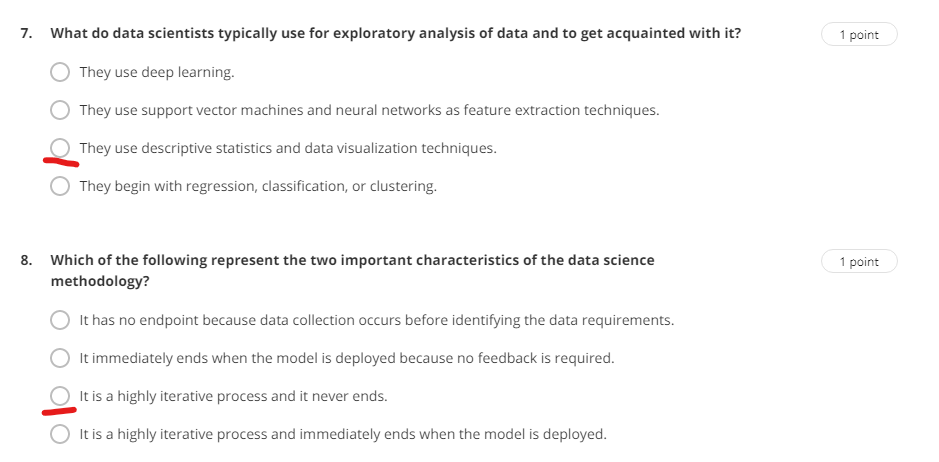 7. What do data scientists typically use for exploratory analysis of data and to get acquainted with it? 1 point
They use deep learning.
They use support vector machines and neural networks as feature extraction techniques.
They use descriptive statistics and data visualization techniques.
They begin with regression, classification, or clustering.
8. Which of the following represent the two important characteristics of the data science 1 point
methodology?
It has no endpoint because data collection occurs before identifying the data requirements.
It immediately ends when the model is deployed because no feedback is required.
It is a highly iterative process and it never ends.
It is a highly iterative process and immediately ends when the model is deployed.